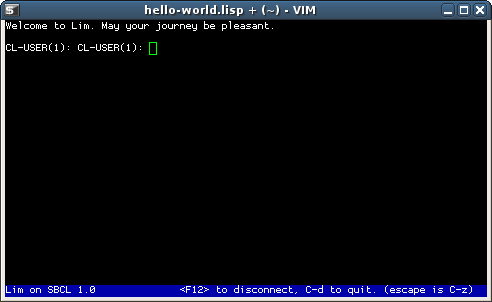 hello-world.lisp + (~) - VIM
Welcome to Lim. May your journey be pleasant.
CL-USER(1): CL-USER(1):
Lim on SBCL 1.0 <F12> to disconnect, C-d to quit. (escape is C-z)